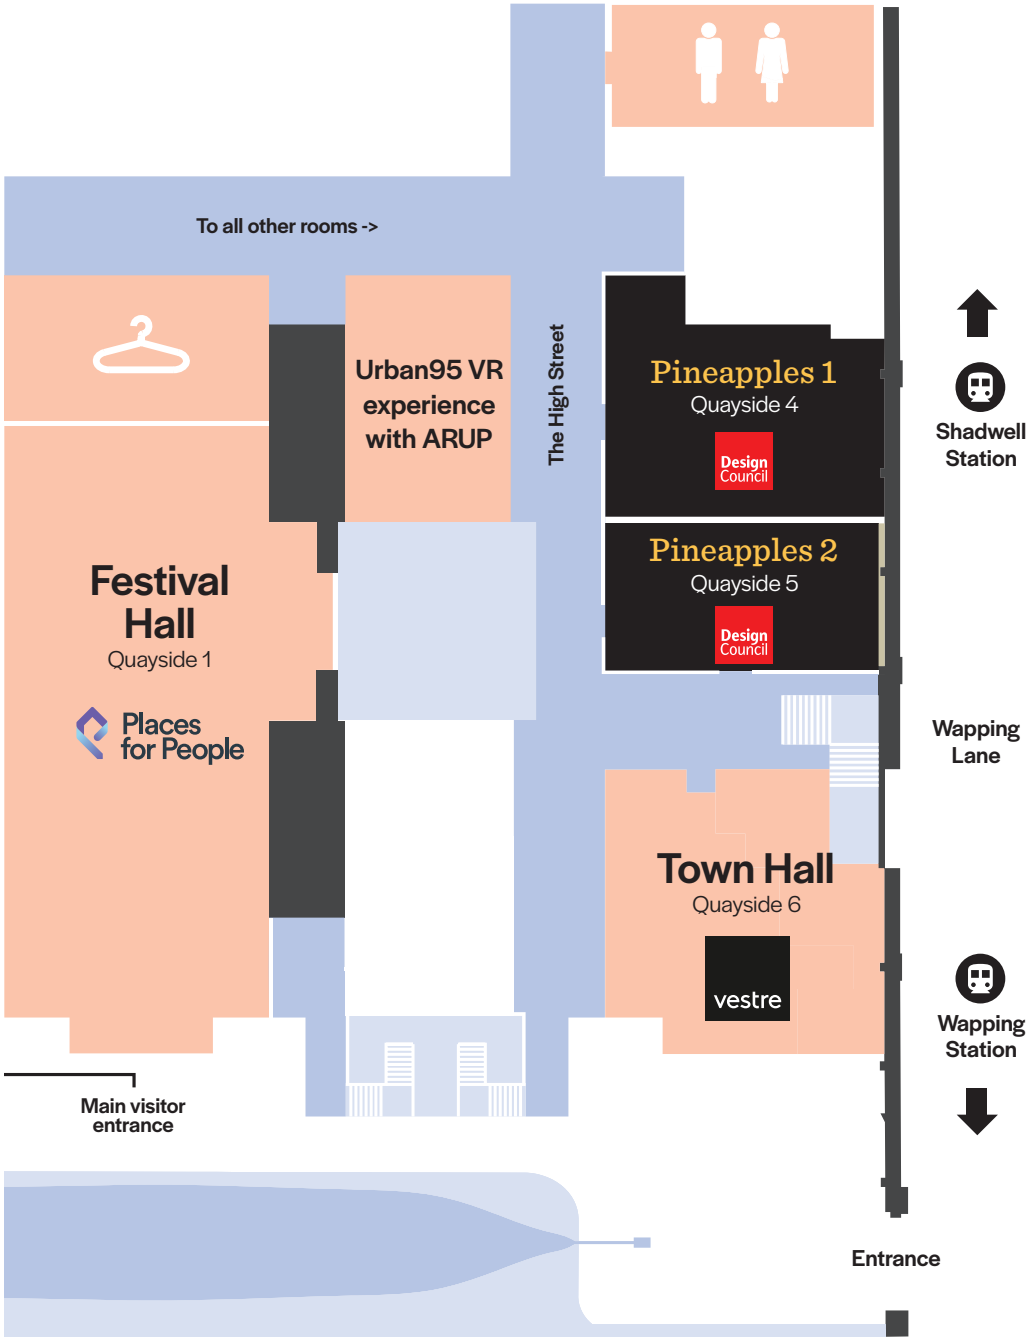 To all other rooms ->
Urban95 VR
experience
with ARUP
The High Street
Pineapples 1
Quayside 4
Design
Council
Shadwell
Station
Pineapples 2
Quayside 5
Design
Council
Festival
Hall
Quayside 1
Places
for People
Wapping
Lane
Town Hall
Quayside 6
vestre
Wapping
Station
Main visitor
entrance
Entrance